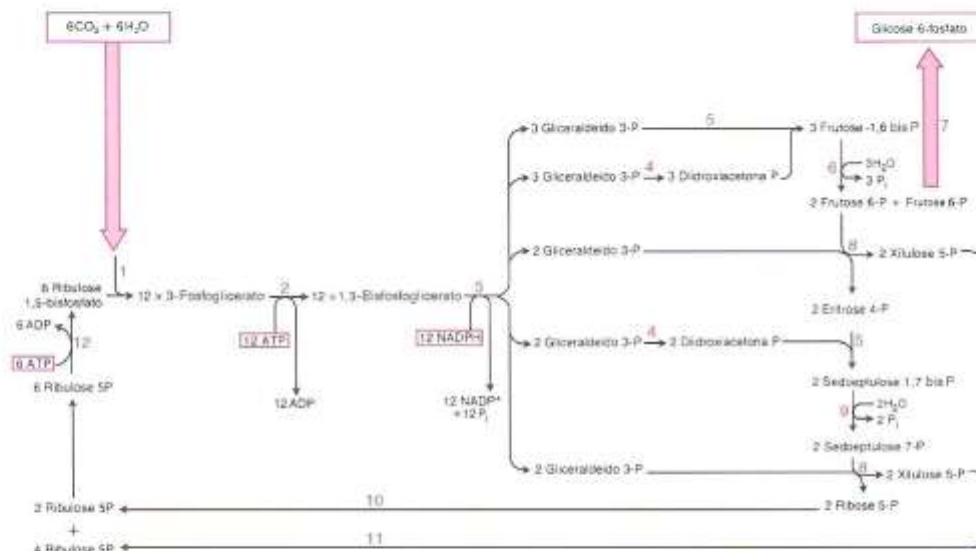 6CO₂ + 6H₂O
Glicose 6-fosfato
3 Gliceraldeido 3-P
5
3 Frutose -1,6 bis P
7
3 Gliceraldeido 3-P
4
3 Diidroxiacetona P
6
3H₂O
3 Pᵢ
2 Frutose 6-P + Frutose 6-P
2 Gliceraldeido 3-P
8
2 Xilulose 5-P
1
6 Ribulose
1,5-bisfosfato
12 x 3-Fosfoglicerato
2
12 x 1,3-Bisfosfoglicerato
3
2 Eritrose 4-P
6 ADP
12
6 ATP
12 ATP
12 NADPH
2 Gliceraldeido 3-P
4
2 Diidroxiacetona P
5
6 Ribulose 5P
12 ADP
12 NADP⁺
+ 12 Pᵢ
2 Sedoeptulose 1,7 bis P
9
2H₂O
2 Pᵢ
2 Sedoeptulose 7-P
2 Gliceraldeido 3-P
8
2 Xilulose 5-P
2 Ribulose 5P
10
2 Ribose 5-P
+
4 Ribulose 5P
11